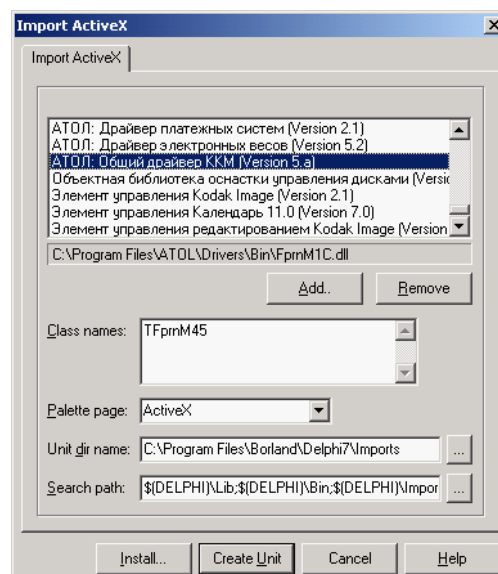 Import ActiveX
Import ActiveX
АТОЛ: Драйвер платежных систем (Version 2.1)
АТОЛ: Драйвер электронных весов (Version 5.2)
АТОЛ: Общий драйвер ККМ (Version 5.a)
Объектная библиотека оснастки управления дисками (Versic
Элемент управления Kodak Image (Version 2.1)
Элемент управления Календарь 11.0 (Version 7.0)
Элемент управления редактированием Kodak Image (Version
C:\Program Files\ATOL\Drivers\Bin\FprnM1C.dll
Add..
Remove
Class names:
TFprnM45
Palette page:
ActiveX
Unit dir name:
C:\Program Files\Borland\Delphi7\Imports
...
Search path:
$(DELPHI)\Lib;$(DELPHI)\Bin;$(DELPHI)\Impor
...
Install...
Create Unit
Cancel
Help